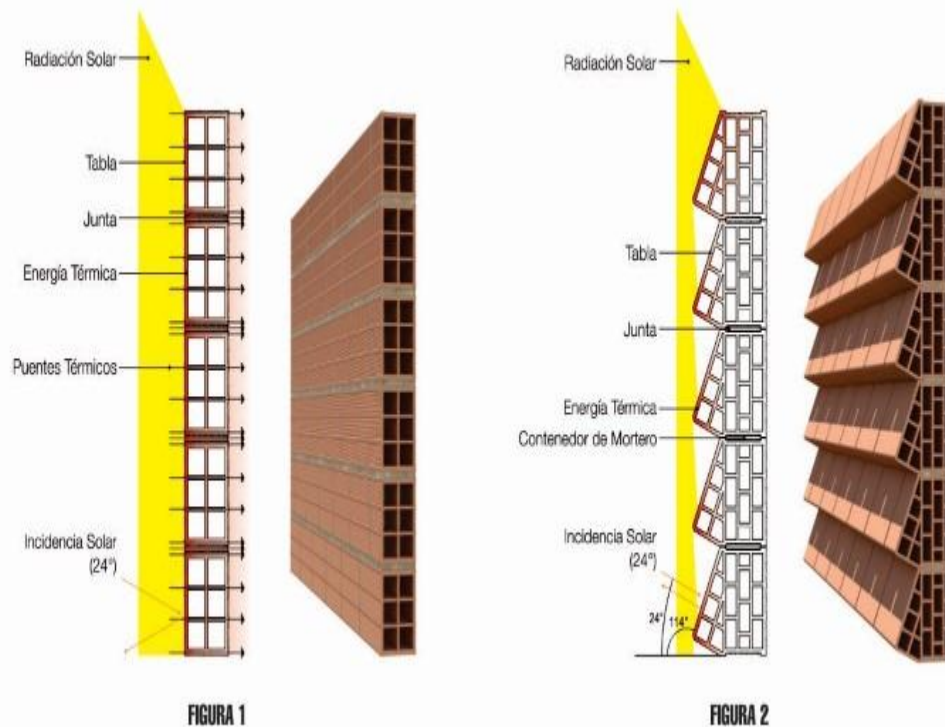 Radiación Solar
Tabla
Junta
Energía Térmica
Puentes Térmicos
Incidencia Solar
(24°)
FIGURA 1
Radiación Solar
Tabla
Junta
Energía Térmica
Contenedor de Mortero
Incidencia Solar
(24°)
24°
114°
FIGURA 2